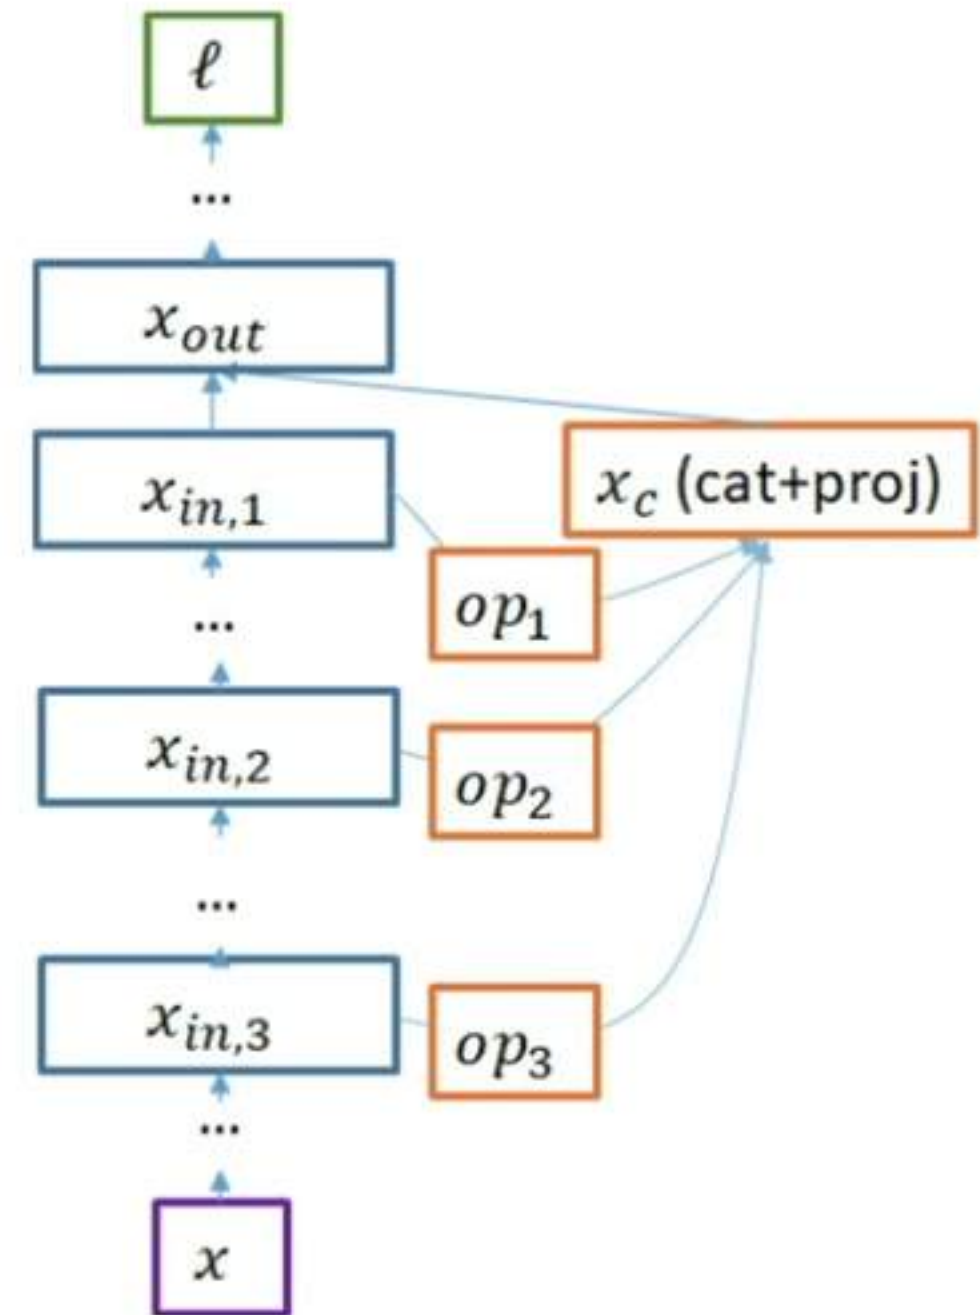 ℓ
...
x_out
x_in,1
x_c (cat+proj)
op_1
...
x_in,2
op_2
...
x_in,3
op_3
...
x